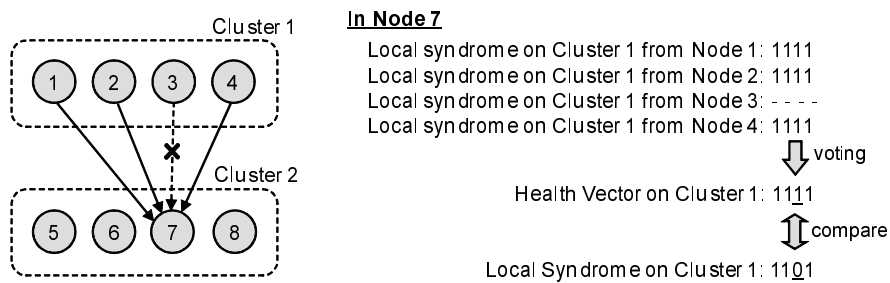 Cluster 1
1 2 3 4
Cluster 2
5 6 7 8
In Node 7
Local syndrome on Cluster 1 from Node 1: 1111
Local syndrome on Cluster 1 from Node 2: 1111
Local syndrome on Cluster 1 from Node 3: - - - -
Local syndrome on Cluster 1 from Node 4: 1111
voting
Health Vector on Cluster 1: 1111
compare
Local Syndrome on Cluster 1: 1101